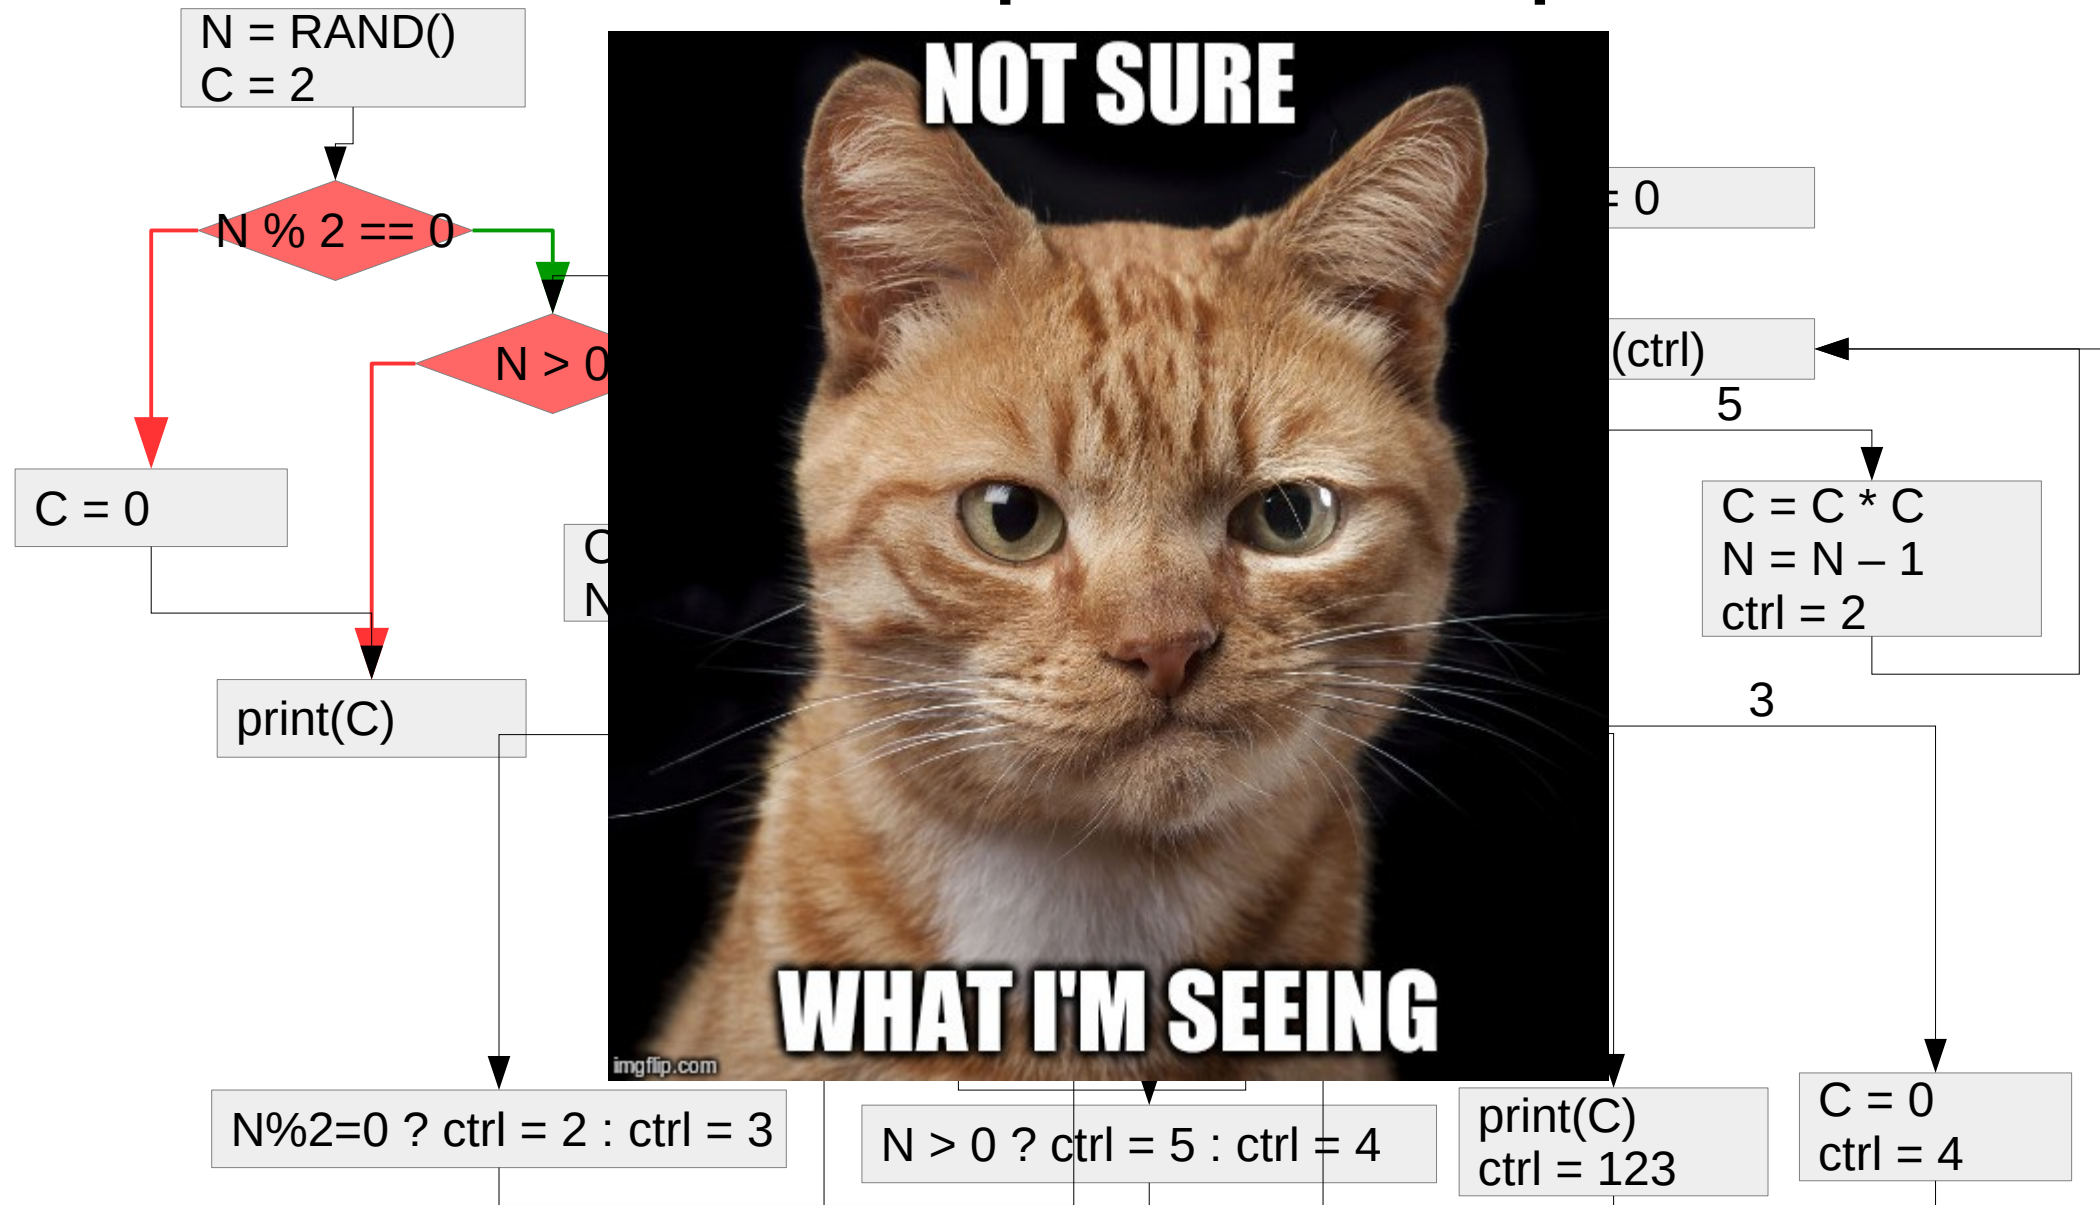 N = RAND()
C = 2
N % 2 == 0
N > 0
C = 0
print(C)
NOT SURE
WHAT I'M SEEING
imgflip.com
= 0
(ctrl)
5
C = C * C
N = N – 1
ctrl = 2
3
N%2=0 ? ctrl = 2 : ctrl = 3
N > 0 ? ctrl = 5 : ctrl = 4
print(C)
ctrl = 123
C = 0
ctrl = 4